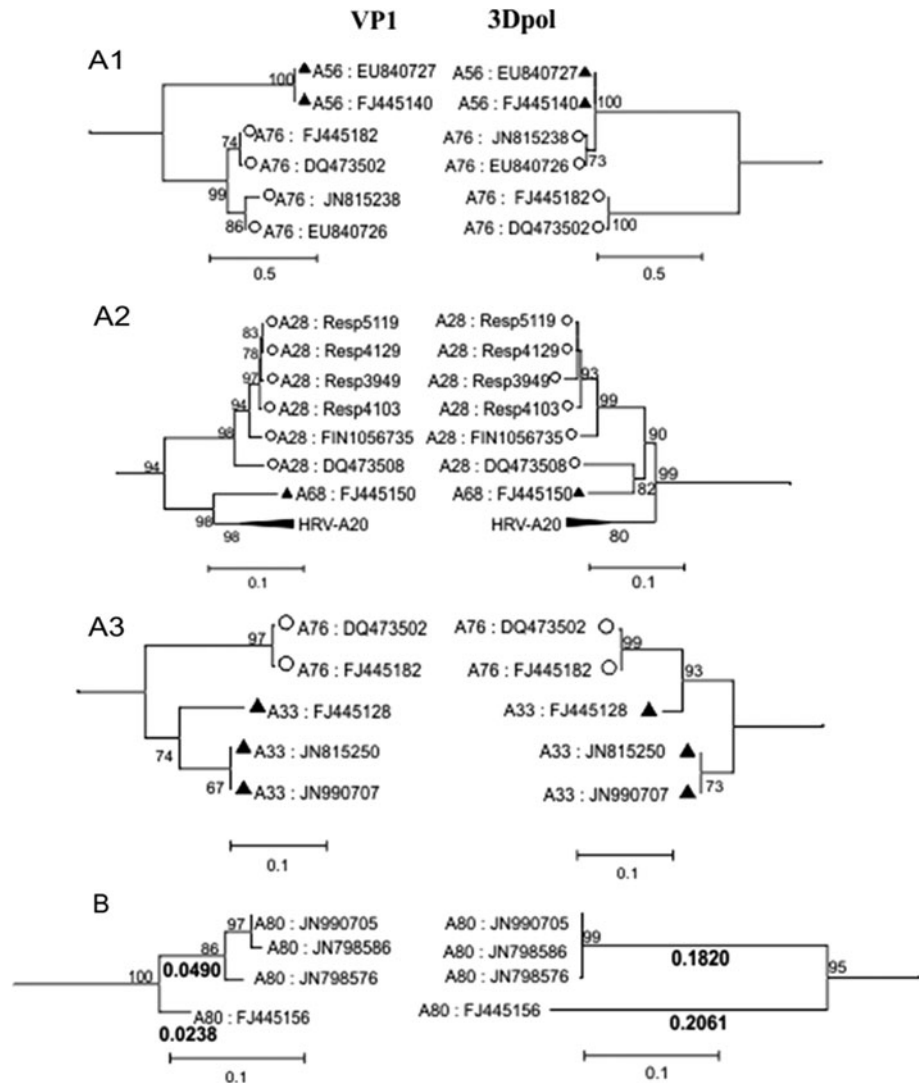 VP1 3Dpol
A1
100 A56 : EU840727 A56 : EU840727
A56 : FJ445140 A56 : FJ445140 100
74 A76 : FJ445182 A76 : JN815238
A76 : DQ473502 A76 : EU840726 73
99 A76 : JN815238 A76 : FJ445182
86 A76 : EU840726 A76 : DQ473502 100
0.5 0.5
A2
83 A28 : Resp5119 A28 : Resp5119
78 A28 : Resp4129 A28 : Resp4129
97 A28 : Resp3949 A28 : Resp3949 93
94 A28 : Resp4103 A28 : Resp4103 99
98 A28 : FIN1056735 A28 : FIN1056735 90
94 A28 : DQ473508 A28 : DQ473508 99
A68 : FJ445150 A68 : FJ445150 82
98 HRV-A20 HRV-A20
98 80
0.1 0.1
A3
97 A76 : DQ473502 A76 : DQ473502 99
A76 : FJ445182 A76 : FJ445182 93
A33 : FJ445128 A33 : FJ445128
74 A33 : JN815250 A33 : JN815250
67 A33 : JN990707 A33 : JN990707 73
0.1 0.1
B
97 A80 : JN990705 A80 : JN990705 99
86 A80 : JN798586 A80 : JN798586
0.0490 0.1820
100 A80 : JN798576 A80 : JN798576 95
A80 : FJ445156 A80 : FJ445156
0.0238 0.2061
0.1 0.1